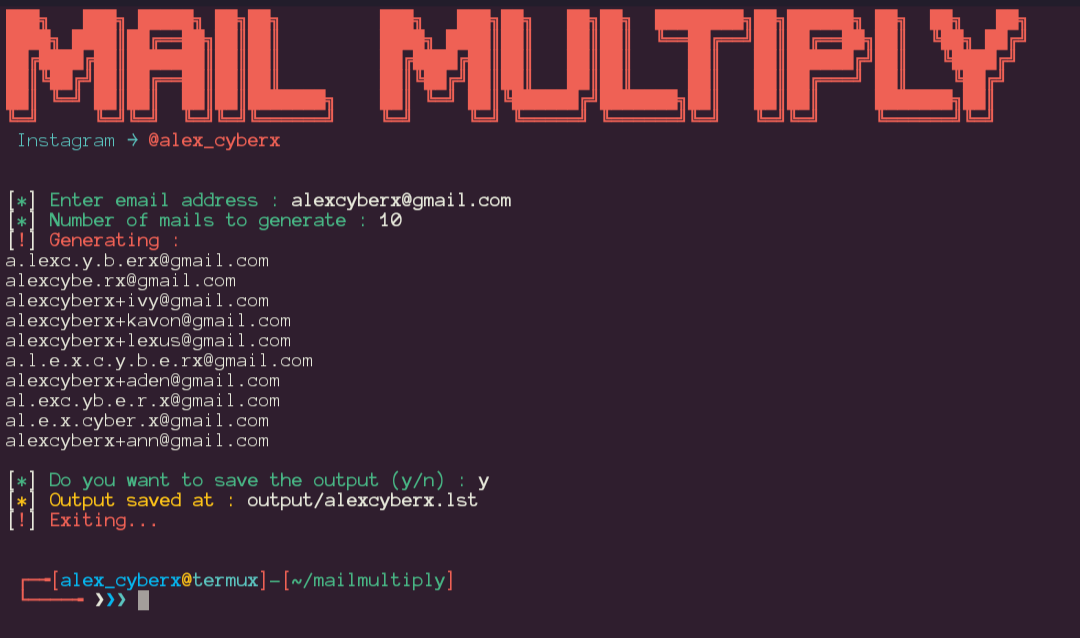 MAIL MULTIPLY
Instagram → @alex_cyberx
[*] Enter email address : alexcyberx@gmail.com
[*] Number of mails to generate : 10
[!] Generating :
a.lexc.y.b.erx@gmail.com
alexcybe.rx@gmail.com
alexcyberx+ivy@gmail.com
alexcyberx+kavon@gmail.com
alexcyberx+lexus@gmail.com
a.l.e.x.c.y.b.e.rx@gmail.com
alexcyberx+aden@gmail.com
al.exc.yb.e.r.x@gmail.com
al.e.x.cyber.x@gmail.com
alexcyberx+ann@gmail.com
[*] Do you want to save the output (y/n) : y
[*] Output saved at : output/alexcyberx.lst
[!] Exiting...
[alex_cyberx@termux]-[~/mailmultiply]
❯❯❯